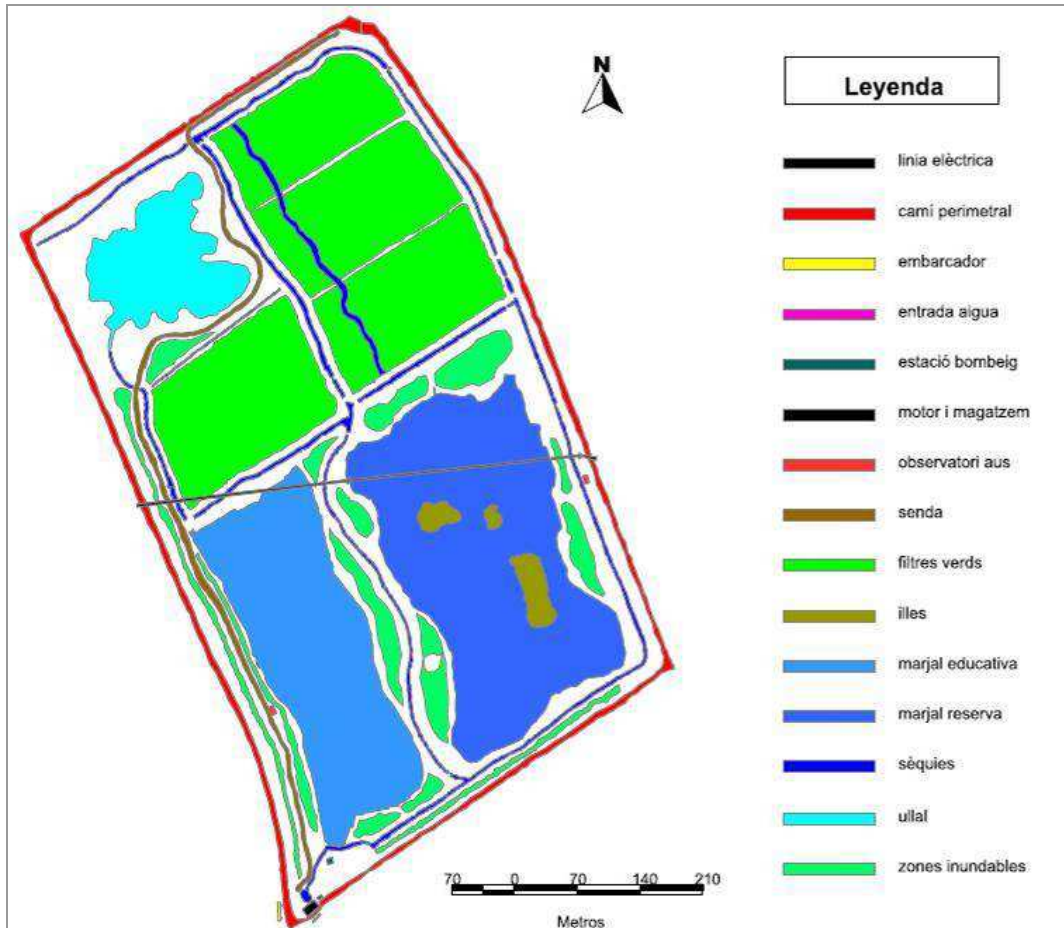 N
Leyenda
linia elèctrica
cami perimetral
embarcador
entrada aigua
estació bombeig
motor i magatzem
observatori aus
senda
filtres verds
illes
marjal educativa
marjal reserva
sèquies
ullal
zones inundables
70 0 70 140 210
Metros